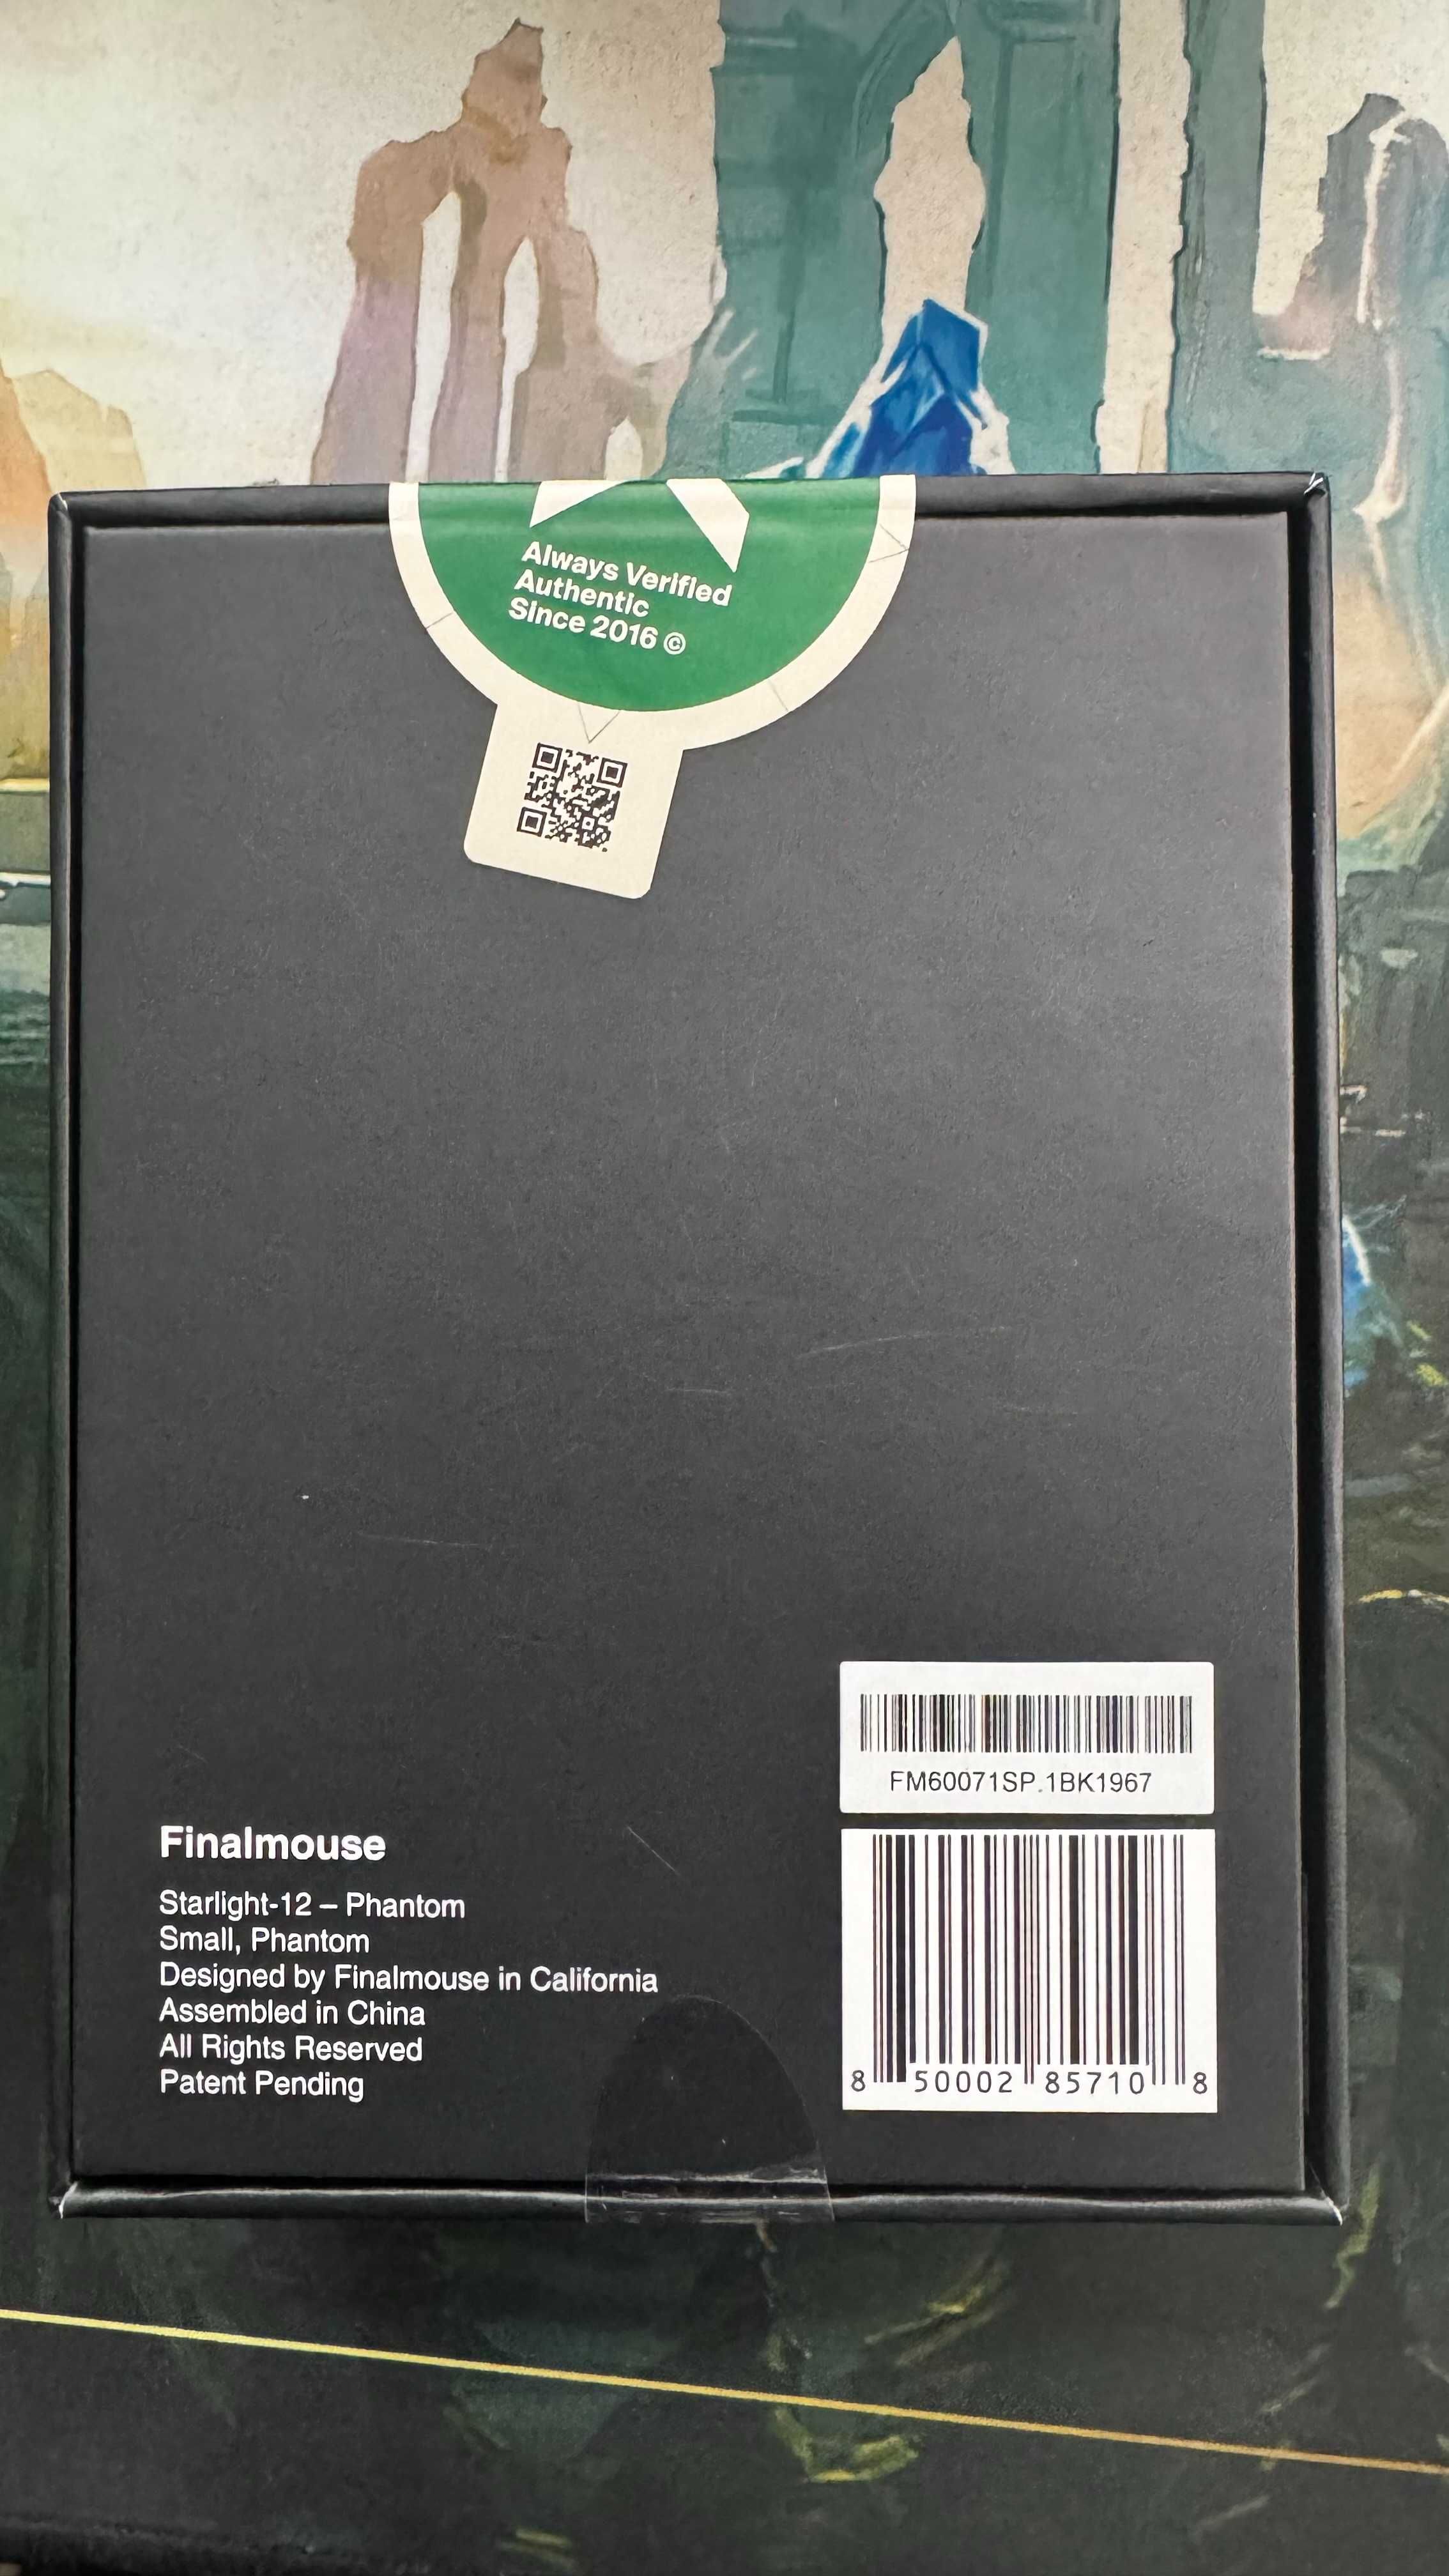 Always Verified
Authentic
Since 2016 ©
FM60071SP.1BK1967
Finalmouse
Starlight-12 – Phantom
Small, Phantom
Designed by Finalmouse in California
Assembled in China
All Rights Reserved
Patent Pending
8 50002 85710 8